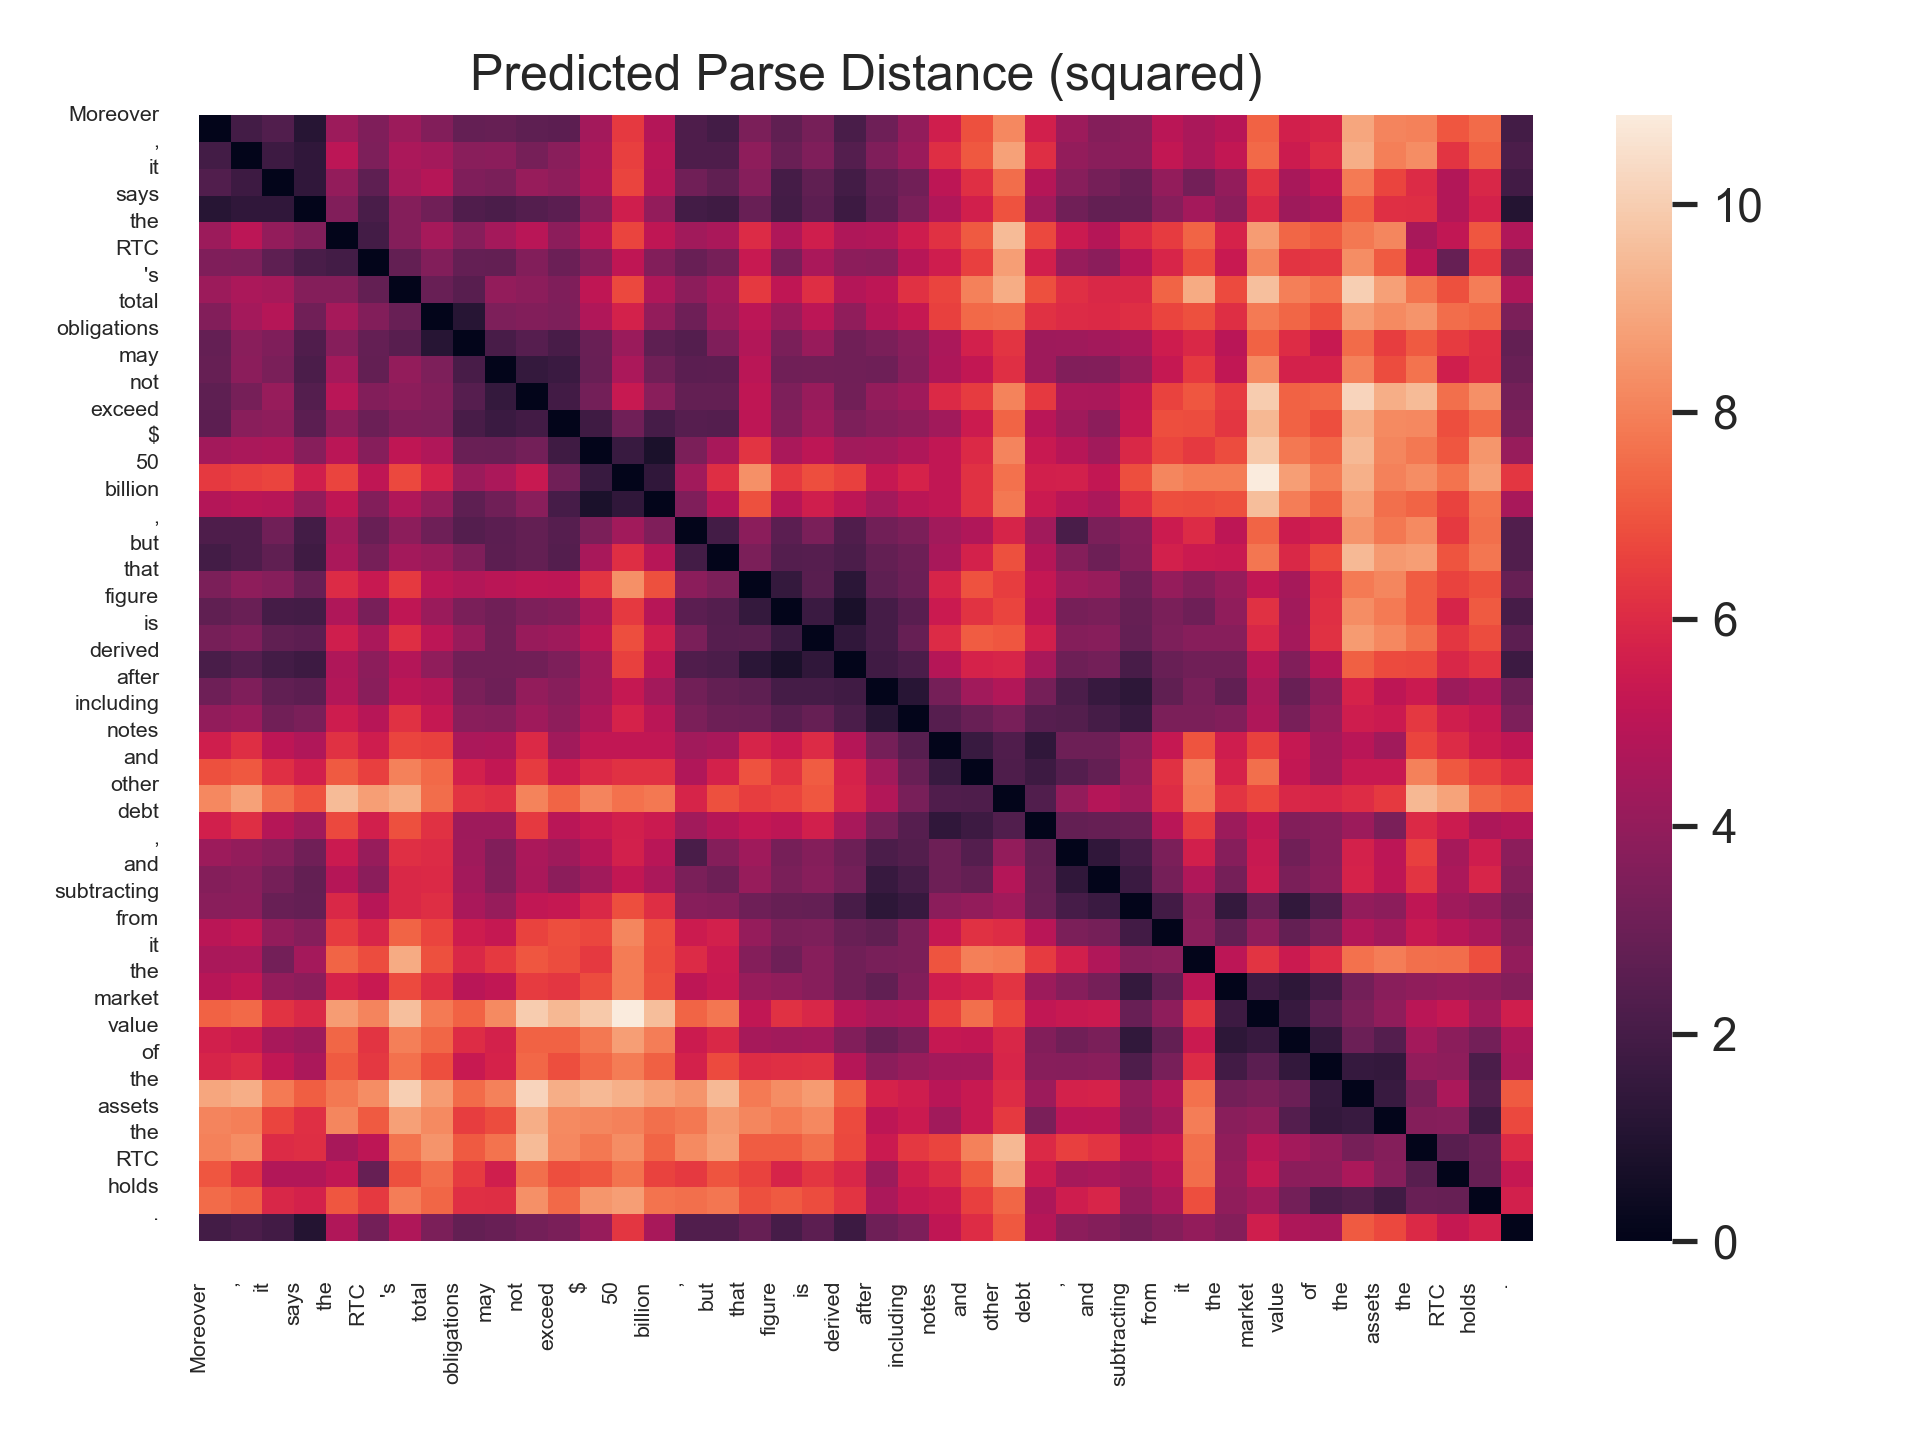 Predicted Parse Distance (squared)
Moreover
,
it
says
the
RTC
's
total
obligations
may
not
exceed
$
50
billion
,
but
that
figure
is
derived
after
including
notes
and
other
debt
,
and
subtracting
from
it
the
market
value
of
the
assets
the
RTC
holds
.
10
8
6
4
2
0
Moreover
,
it
says
the
RTC
's
total
obligations
may
not
exceed
$
50
billion
,
but
that
figure
is
derived
after
including
notes
and
other
debt
,
and
subtracting
from
it
the
market
value
of
the
assets
the
RTC
holds
.